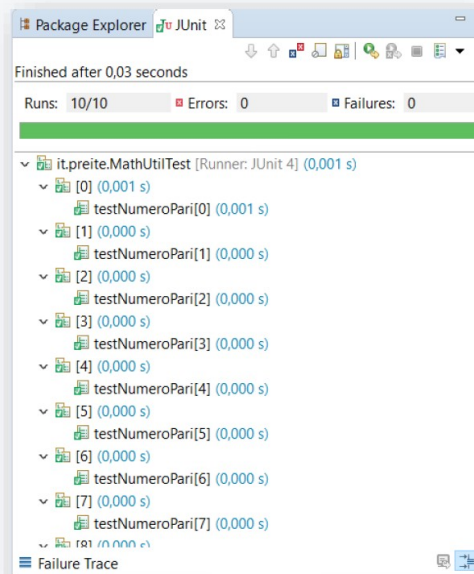 Package Explorer JUnit
Finished after 0,03 seconds
Runs: 10/10 Errors: 0 Failures: 0
it.preite.MathUtilTest [Runner: JUnit 4] (0,001 s)
[0] (0,001 s)
testNumeroPari[0] (0,001 s)
[1] (0,000 s)
testNumeroPari[1] (0,000 s)
[2] (0,000 s)
testNumeroPari[2] (0,000 s)
[3] (0,000 s)
testNumeroPari[3] (0,000 s)
[4] (0,000 s)
testNumeroPari[4] (0,000 s)
[5] (0,000 s)
testNumeroPari[5] (0,000 s)
[6] (0,000 s)
testNumeroPari[6] (0,000 s)
[7] (0,000 s)
testNumeroPari[7] (0,000 s)
[8] (0,000 s)
Failure Trace